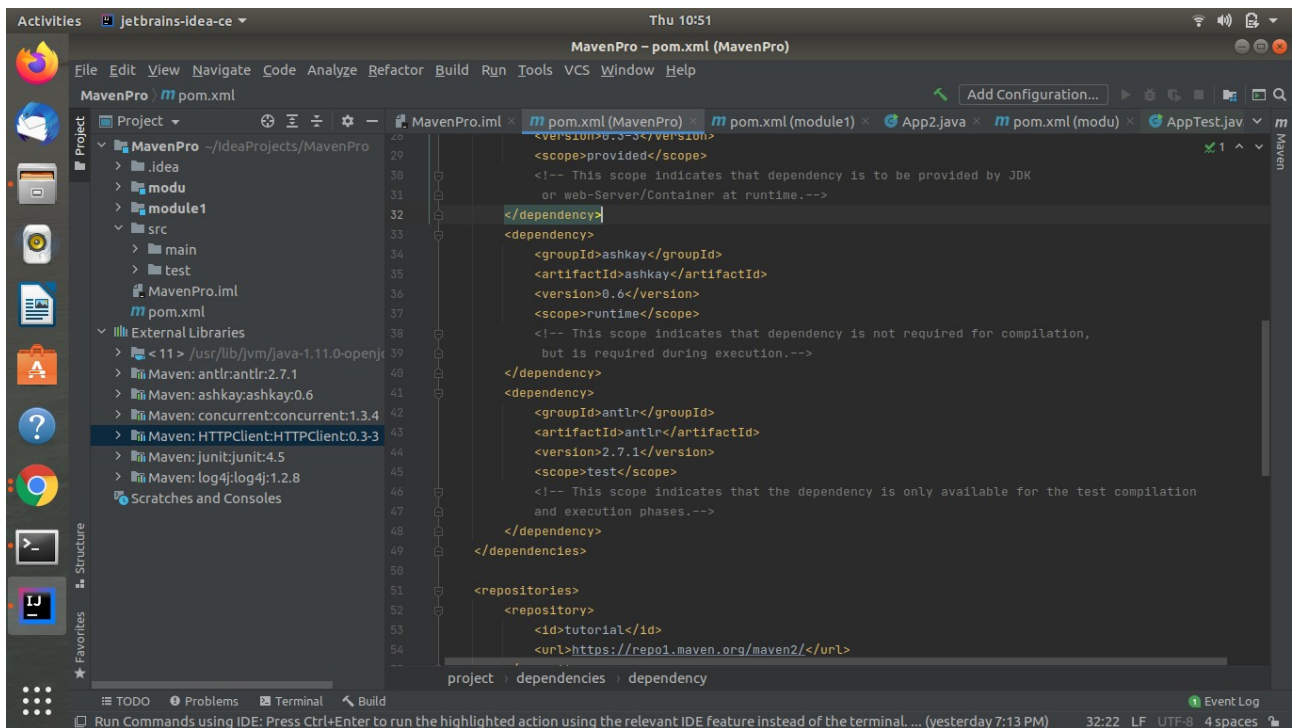 Activities jetbrains-idea-ce Thu 10:51
MavenPro – pom.xml (MavenPro)
File Edit View Navigate Code Analyze Refactor Build Run Tools VCS Window Help
MavenPro pom.xml Add Configuration...
Project MavenPro.iml pom.xml (MavenPro) pom.xml (module1) App2.java pom.xml (modu) AppTest.jav
Project
Maven
Structure
Favorites
MavenPro ~/IdeaProjects/MavenPro
.idea
modu
module1
src
main
test
MavenPro.iml
pom.xml
External Libraries
< 11 > /usr/lib/jvm/java-1.11.0-openj
Maven: antlr:antlr:2.7.1
Maven: ashkay:ashkay:0.6
Maven: concurrent:concurrent:1.3.4
Maven: HTTPClient:HTTPClient:0.3-3
Maven: junit:junit:4.5
Maven: log4j:log4j:1.2.8
Scratches and Consoles
1
28 <version>0.3-3</version>
29 <scope>provided</scope>
30 <!-- This scope indicates that dependency is to be provided by JDK
31 or web-Server/Container at runtime.-->
32 </dependency>
33 <dependency>
34 <groupId>ashkay</groupId>
35 <artifactId>ashkay</artifactId>
36 <version>0.6</version>
37 <scope>runtime</scope>
38 <!-- This scope indicates that dependency is not required for compilation,
39 but is required during execution.-->
40 </dependency>
41 <dependency>
42 <groupId>antlr</groupId>
43 <artifactId>antlr</artifactId>
44 <version>2.7.1</version>
45 <scope>test</scope>
46 <!-- This scope indicates that the dependency is only available for the test compilation
47 and execution phases.-->
48 </dependency>
49 </dependencies>
50
51 <repositories>
52 <repository>
53 <id>tutorial</id>
54 <url>https://repo1.maven.org/maven2/</url>
project › dependencies › dependency
TODO Problems Terminal Build 1 Event Log
Run Commands using IDE: Press Ctrl+Enter to run the highlighted action using the relevant IDE feature instead of the terminal. ... (yesterday 7:13 PM) 32:22 LF UTF-8 4 spaces